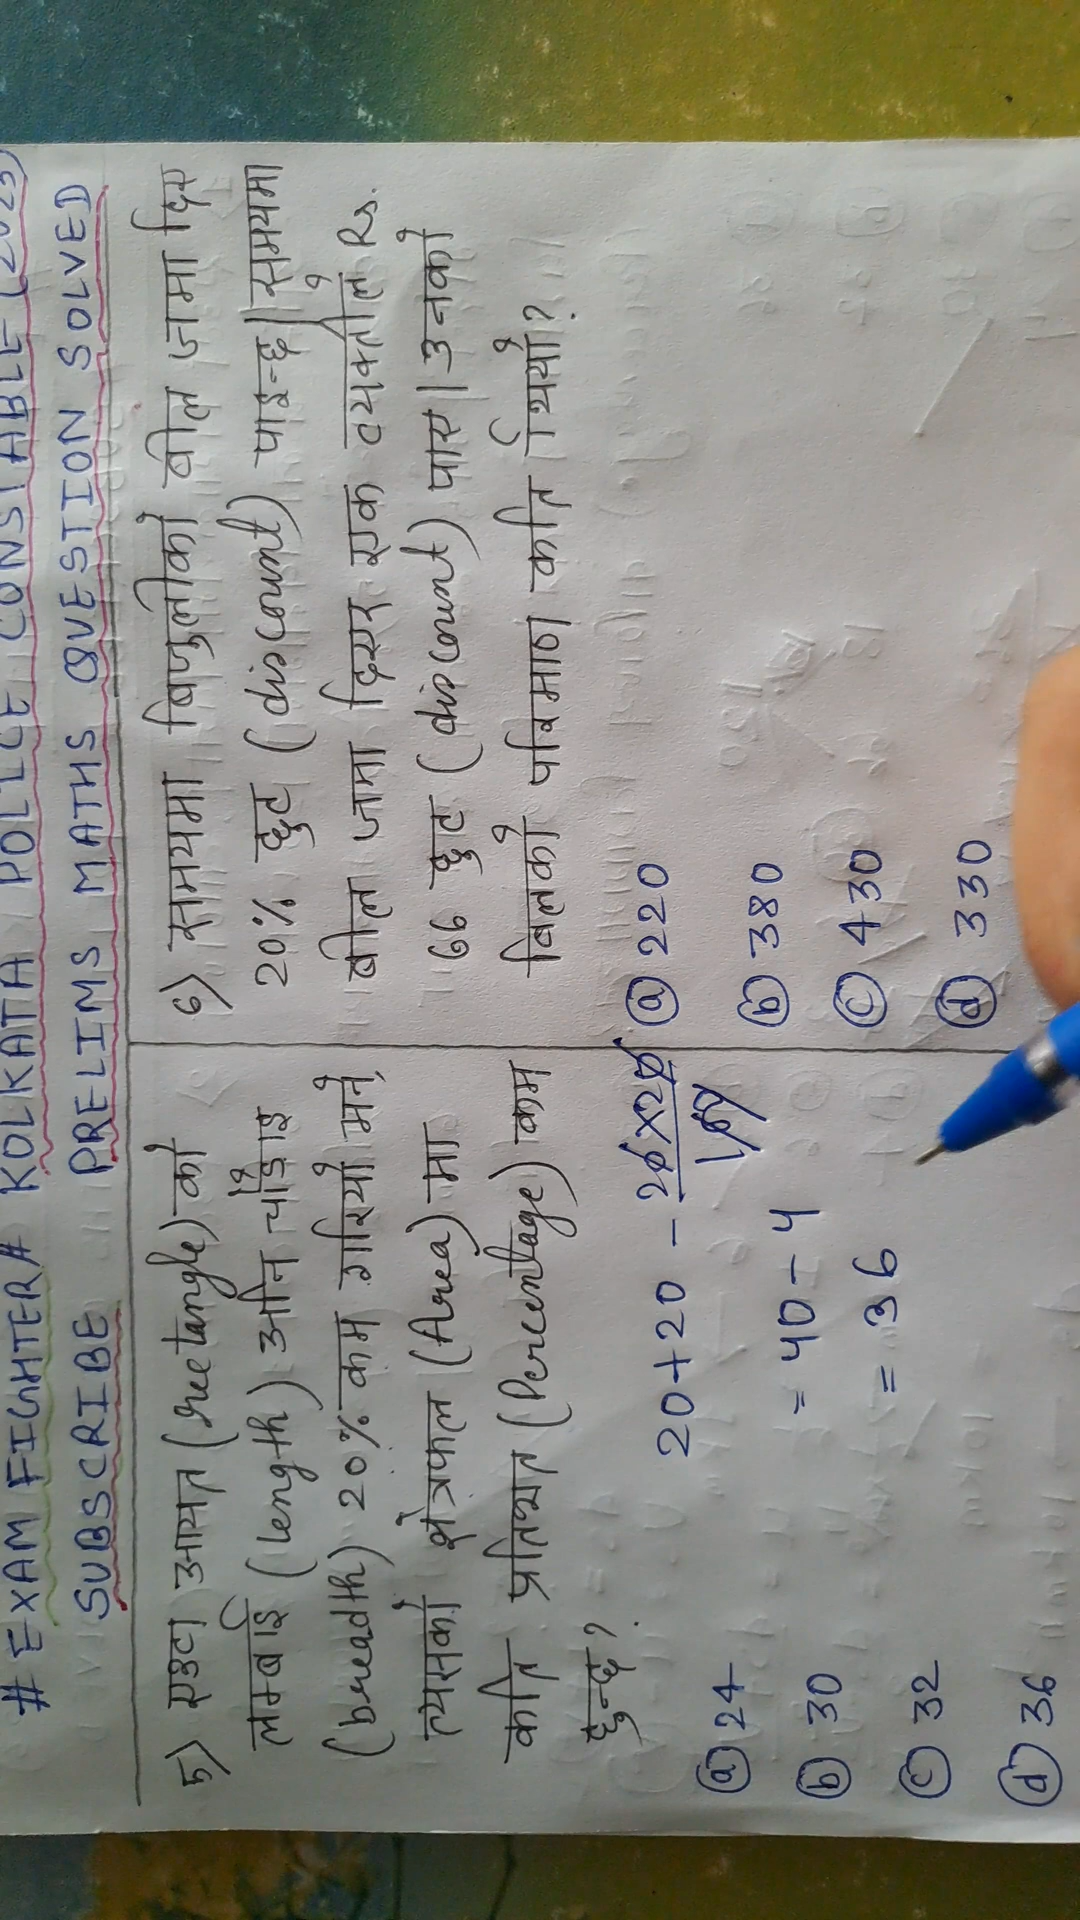 # EXAM FIGHTER# KOLKATA POLICE CONSTABLE (2023)
SUBSCRIBE PRELIMS MATHS QUESTION SOLVED
5) एउटा आयत (rectangle) को
लम्बाई (length) अनि चौंडाइ
(breadth) 20% कम गरियो भने,
त्यसको क्षेत्रफल (Area) मा
कति प्रतिशत (Percentage) कम
हुन्छ?
20+20 - 20×20/100
= 40-4
= 36
(a) 24
(b) 30
(c) 32
(d) 36
6) समयमा बिजुलीको बील जमा दिए
20% छुट (discount) पाइन्छ। समयमा
बील जमा दिएर एक व्यक्तीले Rs.
66 छुट (discount) पाए। उनको
बिलको परिमाण कति थियो?
(a) 220
(b) 380
(c) 430
(d) 330